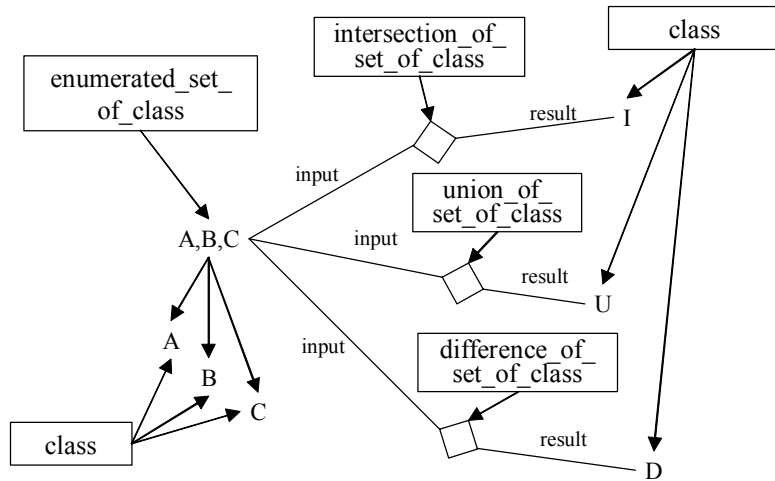 intersection_of_
set_of_class
class
enumerated_set_
of_class
result
I
input
union_of_
set_of_class
A,B,C
input
result
U
A
input
difference_of_
set_of_class
B
C
class
result
D